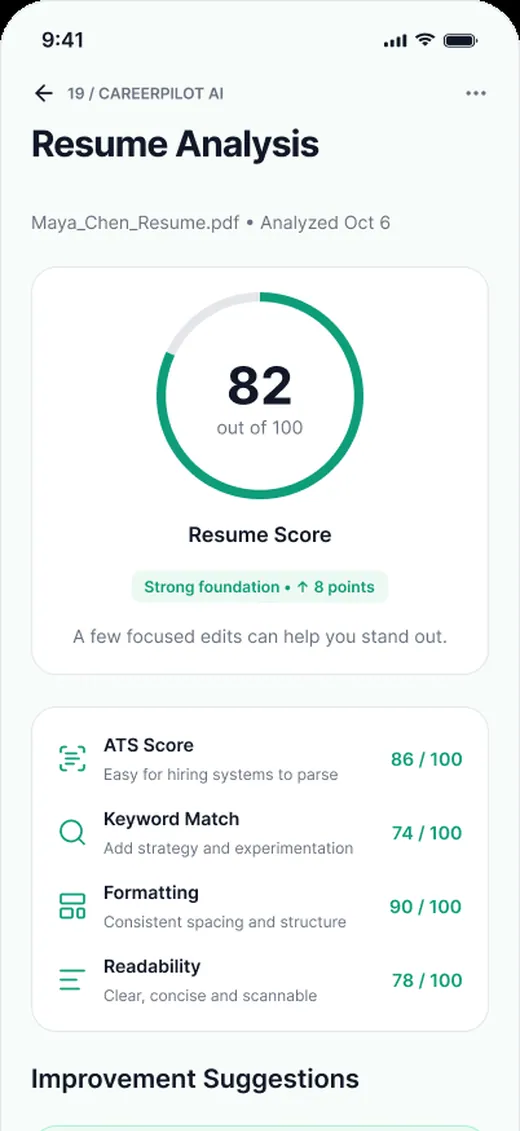 9:41
19 / CAREERPILOT AI
Resume Analysis
Maya_Chen_Resume.pdf • Analyzed Oct 6
82
out of 100
Resume Score
Strong foundation • ↑ 8 points
A few focused edits can help you stand out.
ATS Score
Easy for hiring systems to parse
86 / 100
Keyword Match
Add strategy and experimentation
74 / 100
Formatting
Consistent spacing and structure
90 / 100
Readability
Clear, concise and scannable
78 / 100
Improvement Suggestions